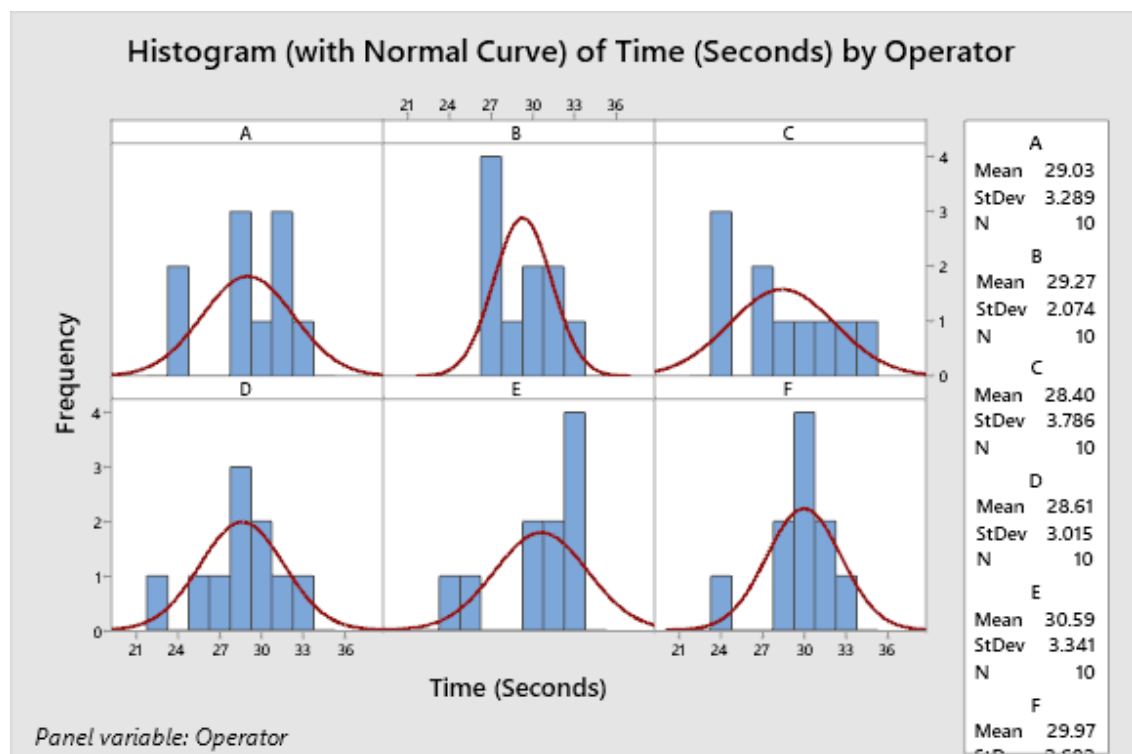 Histogram (with Normal Curve) of Time (Seconds) by Operator
21 24 27 30 33 36
A B C
4
3
2
1
0
D E F
4
3
2
1
0
21 24 27 30 33 36
21 24 27 30 33 36
Frequency
Time (Seconds)
Panel variable: Operator
A
Mean 29.03
StDev 3.289
N 10
B
Mean 29.27
StDev 2.074
N 10
C
Mean 28.40
StDev 3.786
N 10
D
Mean 28.61
StDev 3.015
N 10
E
Mean 30.59
StDev 3.341
N 10
F
Mean 29.97